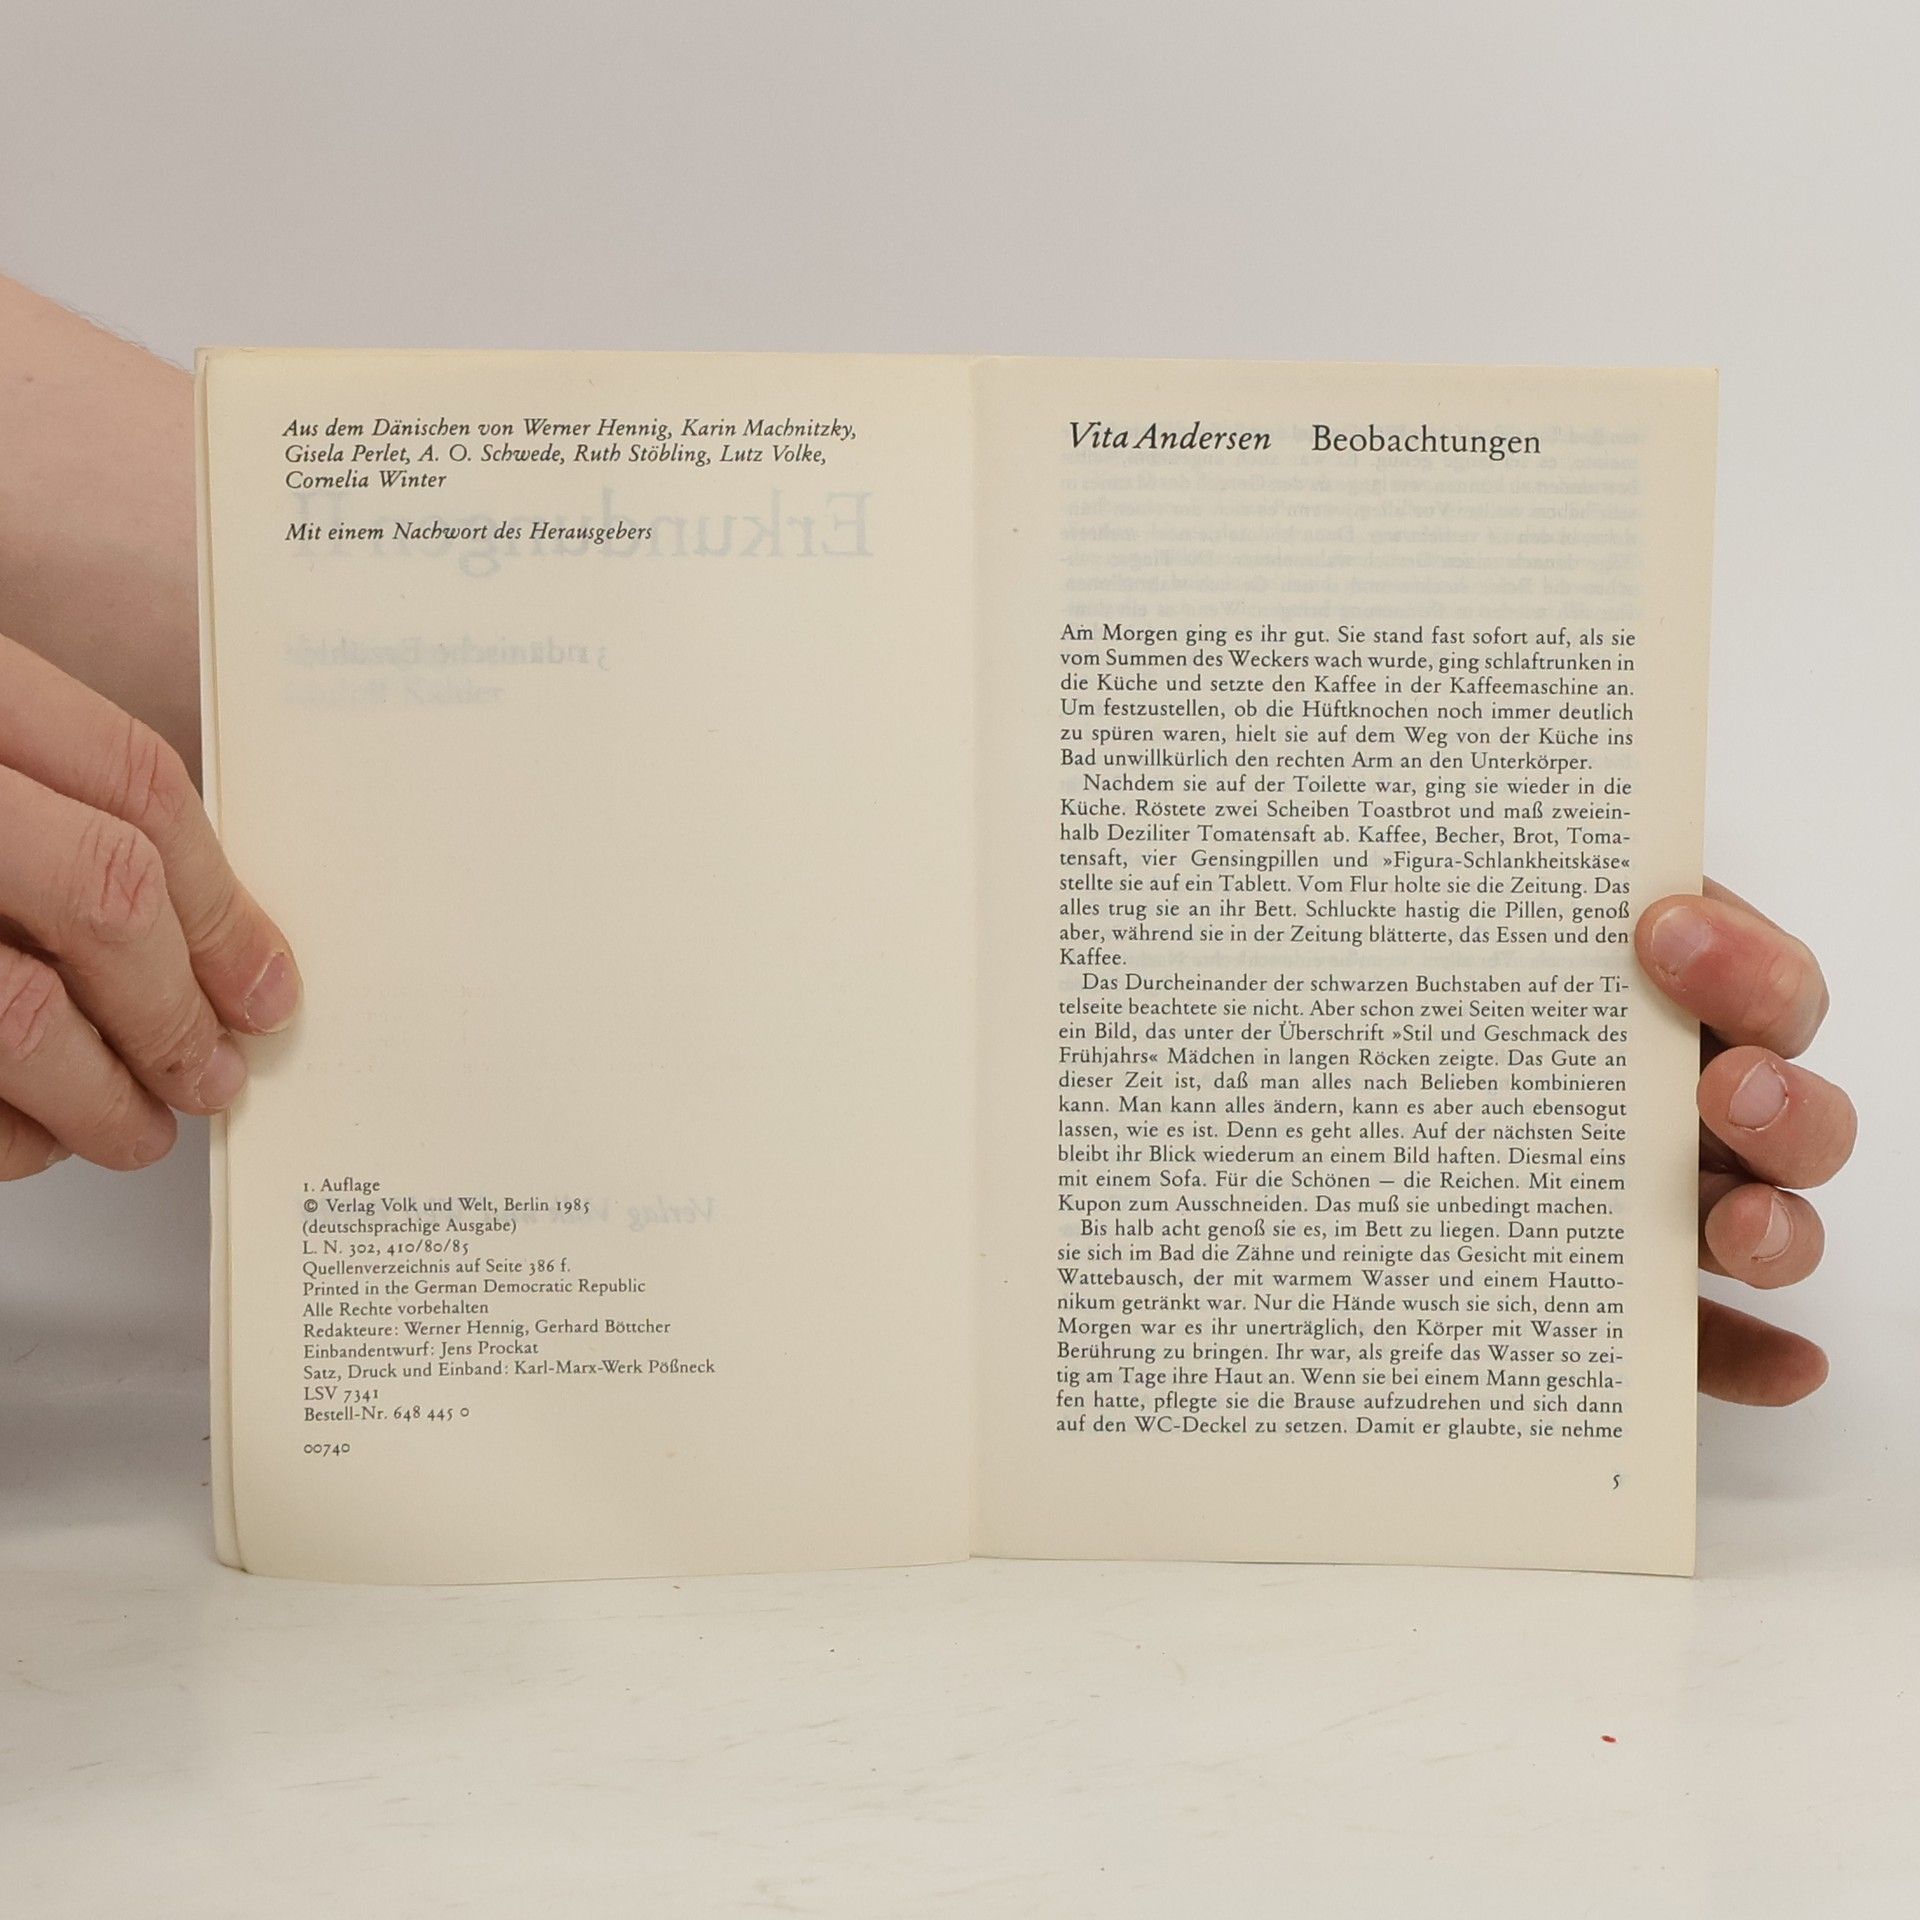 Aus dem Dänischen von Werner Hennig, Karin Machnitzky,
Gisela Perlet, A. O. Schwede, Ruth Stöbling, Lutz Volke,
Cornelia Winter
Mit einem Nachwort des Herausgebers
1. Auflage
© Verlag Volk und Welt, Berlin 1985
(deutschsprachige Ausgabe)
L. N. 302, 410/80/85
Quellenverzeichnis auf Seite 386 f.
Printed in the German Democratic Republic
Alle Rechte vorbehalten
Redakteure: Werner Hennig, Gerhard Böttcher
Einbandentwurf: Jens Prockat
Satz, Druck und Einband: Karl-Marx-Werk Pößneck
LSV 7341
Bestell-Nr. 648 445 0
00740
Vita Andersen Beobachtungen
Am Morgen ging es ihr gut. Sie stand fast sofort auf, als sie
vom Summen des Weckers wach wurde, ging schlaftrunken in
die Küche und setzte den Kaffee in der Kaffeemaschine an.
Um festzustellen, ob die Hüftknochen noch immer deutlich
zu spüren waren, hielt sie auf dem Weg von der Küche ins
Bad unwillkürlich den rechten Arm an den Unterkörper.
Nachdem sie auf der Toilette war, ging sie wieder in die
Küche. Röstete zwei Scheiben Toastbrot und maß zweiein-
halb Deziliter Tomatensaft ab. Kaffee, Becher, Brot, Toma-
tensaft, vier Gensingpillen und »Figura-Schlankheitskäse«
stellte sie auf ein Tablett. Vom Flur holte sie die Zeitung. Das
alles trug sie an ihr Bett. Schluckte hastig die Pillen, genoß
aber, während sie in der Zeitung blätterte, das Essen und den
Kaffee.
Das Durcheinander der schwarzen Buchstaben auf der Ti-
telseite beachtete sie nicht. Aber schon zwei Seiten weiter war
ein Bild, das unter der Überschrift »Stil und Geschmack des
Frühjahrs« Mädchen in langen Röcken zeigte. Das Gute an
dieser Zeit ist, daß man alles nach Belieben kombinieren
kann. Man kann alles ändern, kann es aber auch ebensogut
lassen, wie es ist. Denn es geht alles. Auf der nächsten Seite
bleibt ihr Blick wiederum an einem Bild haften. Diesmal eins
mit einem Sofa. Für die Schönen — die Reichen. Mit einem
Kupon zum Ausschneiden. Das muß sie unbedingt machen.
Bis halb acht genoß sie es, im Bett zu liegen. Dann putzte
sie sich im Bad die Zähne und reinigte das Gesicht mit einem
Wattebausch, der mit warmem Wasser und einem Hautto-
nikum getränkt war. Nur die Hände wusch sie sich, denn am
Morgen war es ihr unerträglich, den Körper mit Wasser in
Berührung zu bringen. Ihr war, als greife das Wasser so zei-
tig am Tage ihre Haut an. Wenn sie bei einem Mann geschla-
fen hatte, pflegte sie die Brause aufzudrehen und sich dann
auf den WC-Deckel zu setzen. Damit er glaubte, sie nehme
5